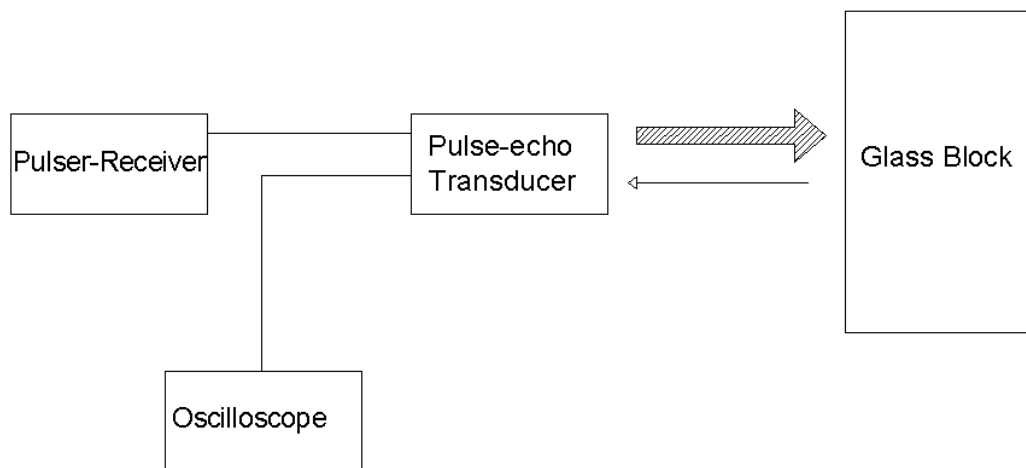 Pulser-Receiver
Pulse-echo
Transducer
Glass Block
Oscilloscope